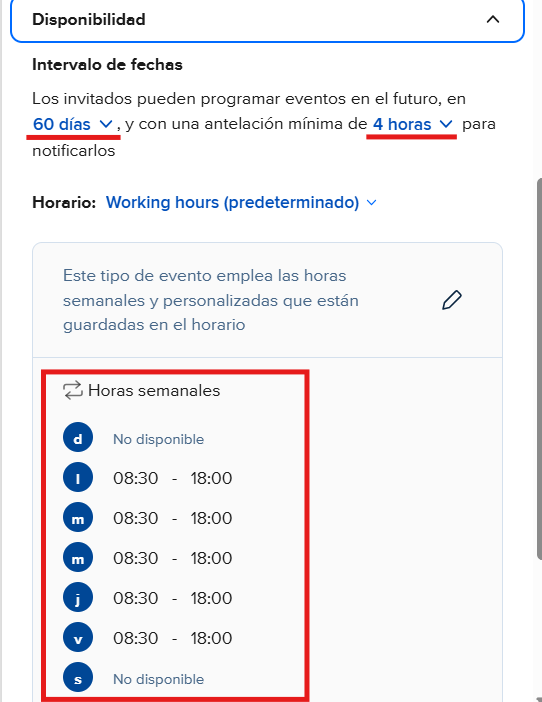 Disponibilidad
Intervalo de fechas
Los invitados pueden programar eventos en el futuro, en
60 días , y con una antelación mínima de 4 horas para
notificarlos
Horario: Working hours (predeterminado)
Este tipo de evento emplea las horas
semanales y personalizadas que están
guardadas en el horario
Horas semanales
d No disponible
l 08:30 - 18:00
m 08:30 - 18:00
m 08:30 - 18:00
j 08:30 - 18:00
v 08:30 - 18:00
s No disponible